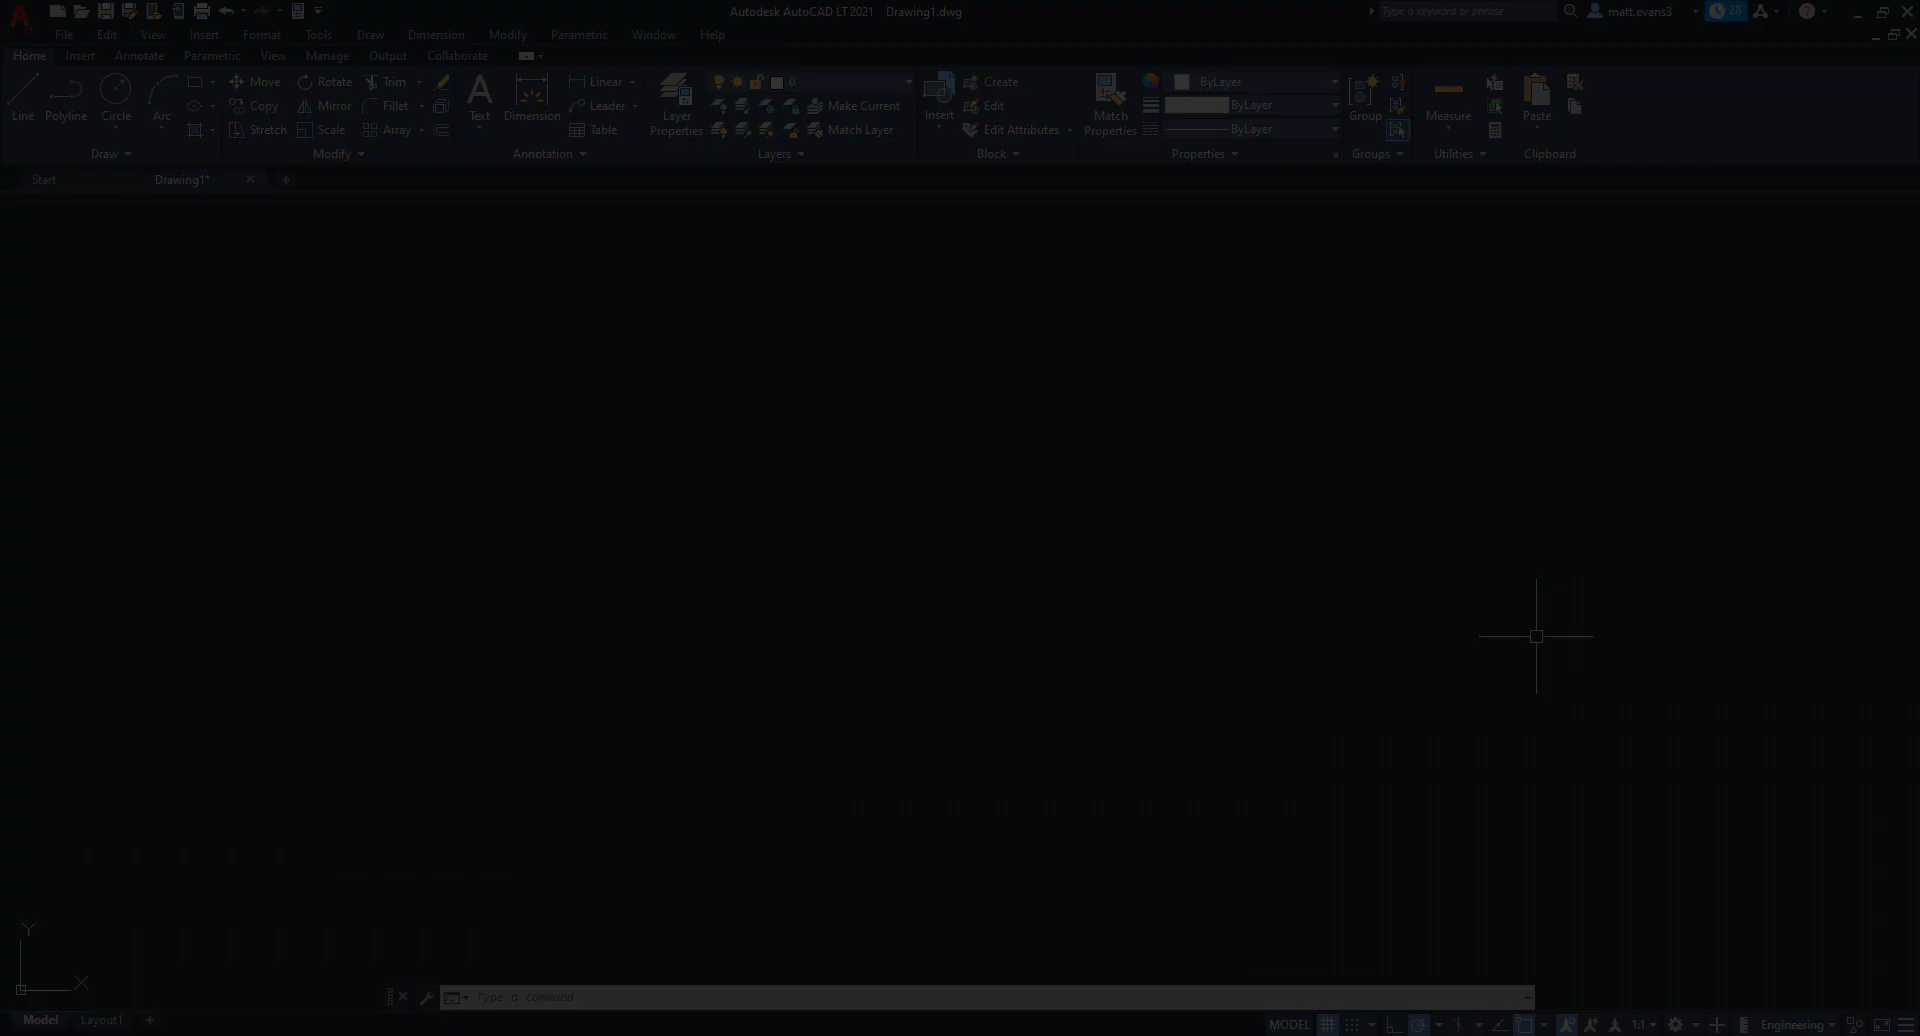 Autodesk AutoCAD LT 2021 Drawing1.dwg
Type a keyword or phrase
matt.evans3
28
File Edit View Insert Format Tools Draw Dimension Modify Parametric Window Help
Home Insert Annotate Parametric View Manage Output Collaborate
Move Rotate Trim Linear 0 Create ByLayer
Line Polyline Circle Arc Copy Mirror Fillet Text Dimension Leader Layer Properties Make Current Insert Edit Match Properties ByLayer Group Measure Paste
Stretch Scale Array Table Match Layer Edit Attributes ByLayer
Draw Modify Annotation Layers Block Properties Groups Utilities Clipboard
Start Drawing1* +
Y
X
Type a command
Model Layout1 +
MODEL 1:1 Engineering